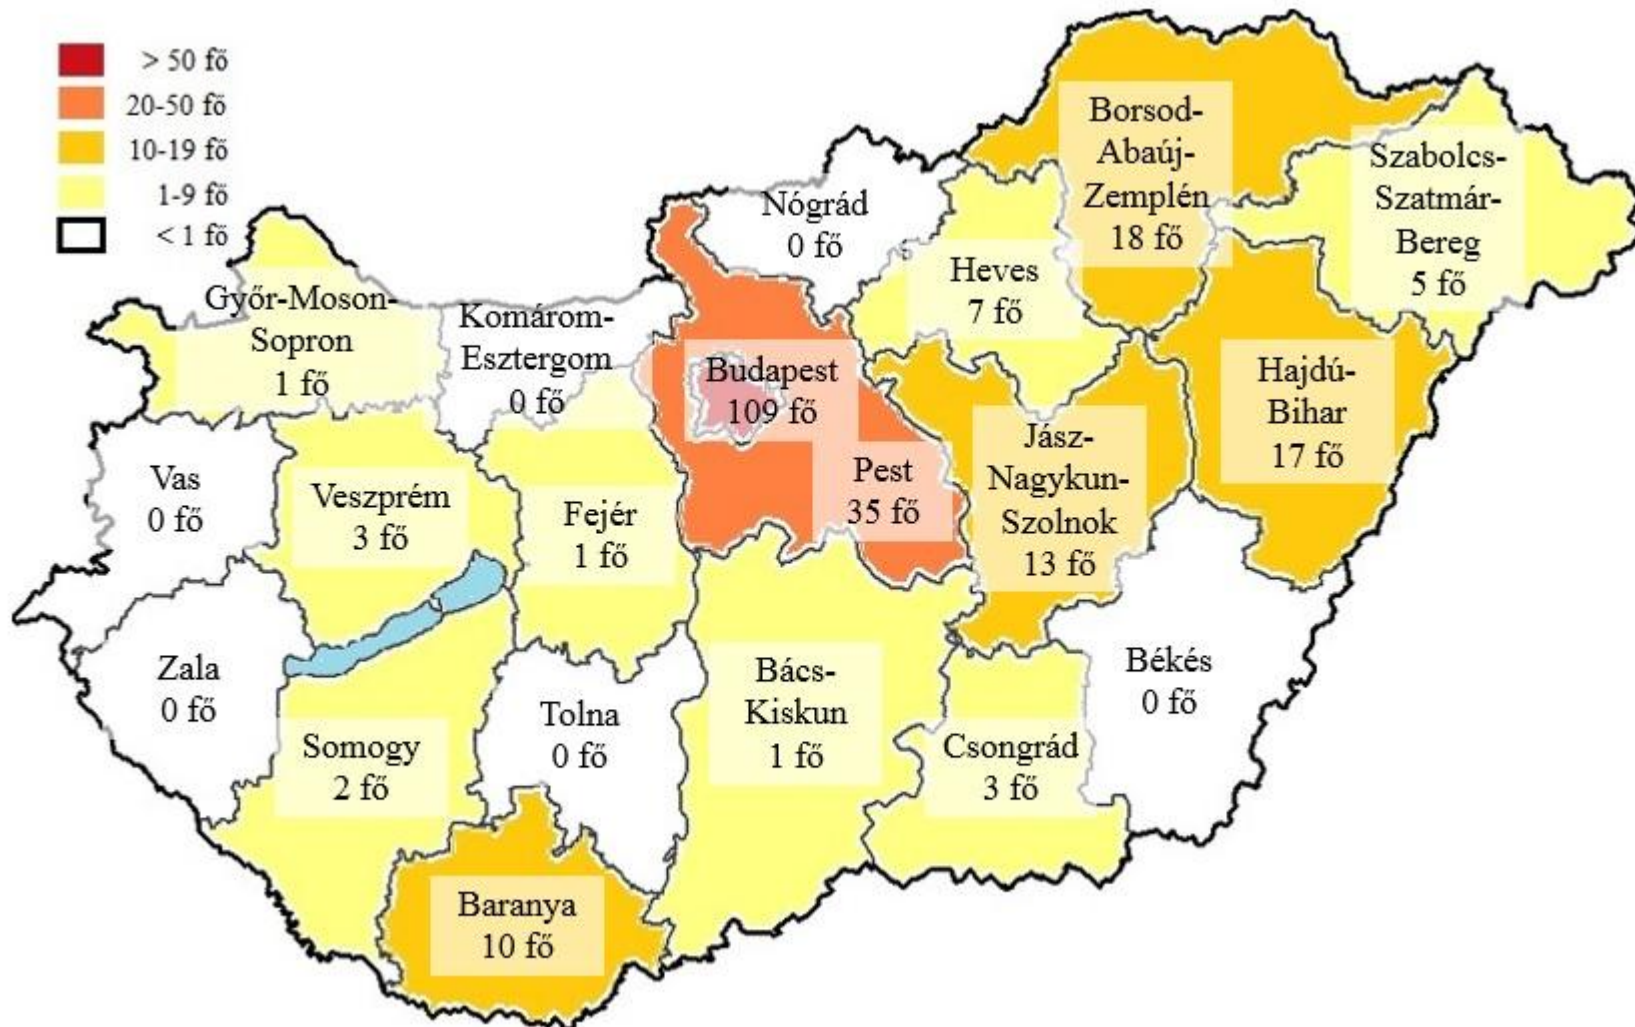 > 50 fő
20-50 fő
10-19 fő
1-9 fő
< 1 fő
Borsod-
Abaúj-
Zemplén
18 fő
Szabolcs-
Szatmár-
Bereg
5 fő
Nógrád
0 fő
Heves
7 fő
Győr-Moson-
Sopron
1 fő
Komárom-
Esztergom
0 fő
Budapest
109 fő
Pest
35 fő
Jász-
Nagykun-
Szolnok
13 fő
Hajdú-
Bihar
17 fő
Vas
0 fő
Veszprém
3 fő
Fejér
1 fő
Zala
0 fő
Somogy
2 fő
Tolna
0 fő
Bács-
Kiskun
1 fő
Csongrád
3 fő
Békés
0 fő
Baranya
10 fő